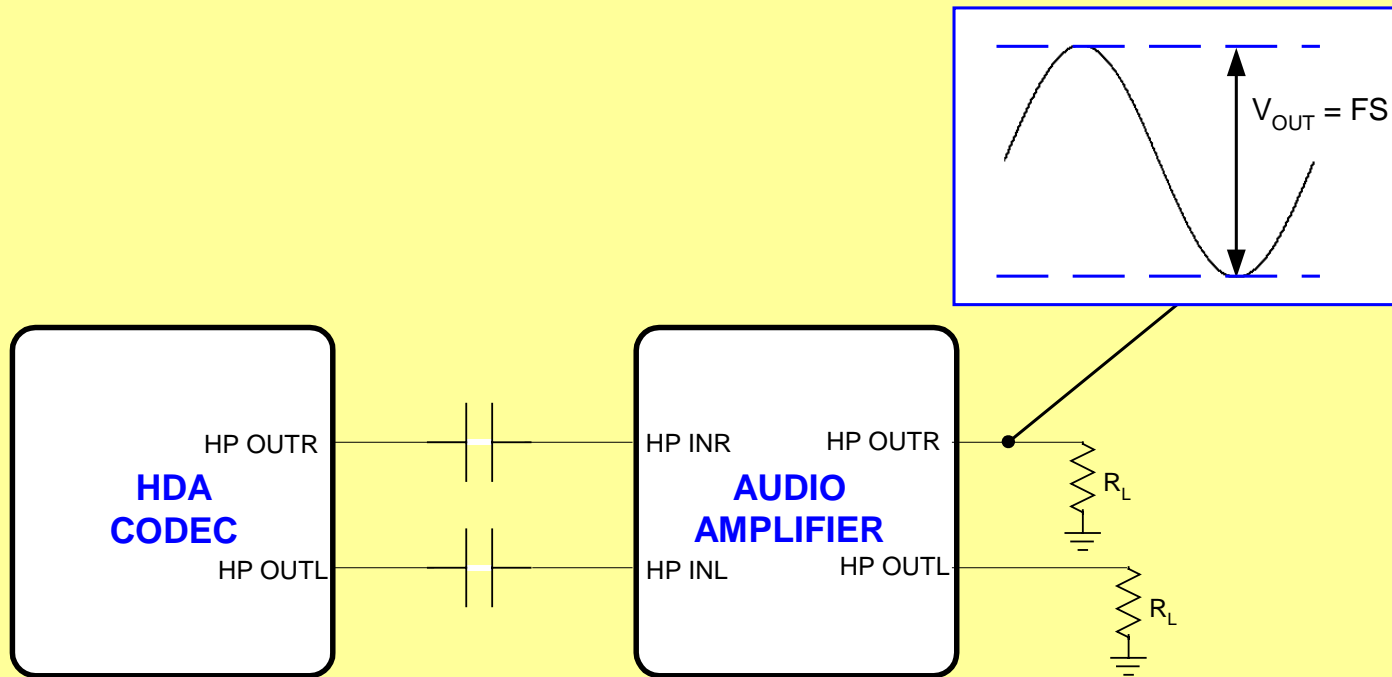 V_OUT = FS
HP OUTR
HDA
CODEC
HP OUTL
HP INR
HP OUTR
AUDIO
AMPLIFIER
HP INL
HP OUTL
R_L
R_L